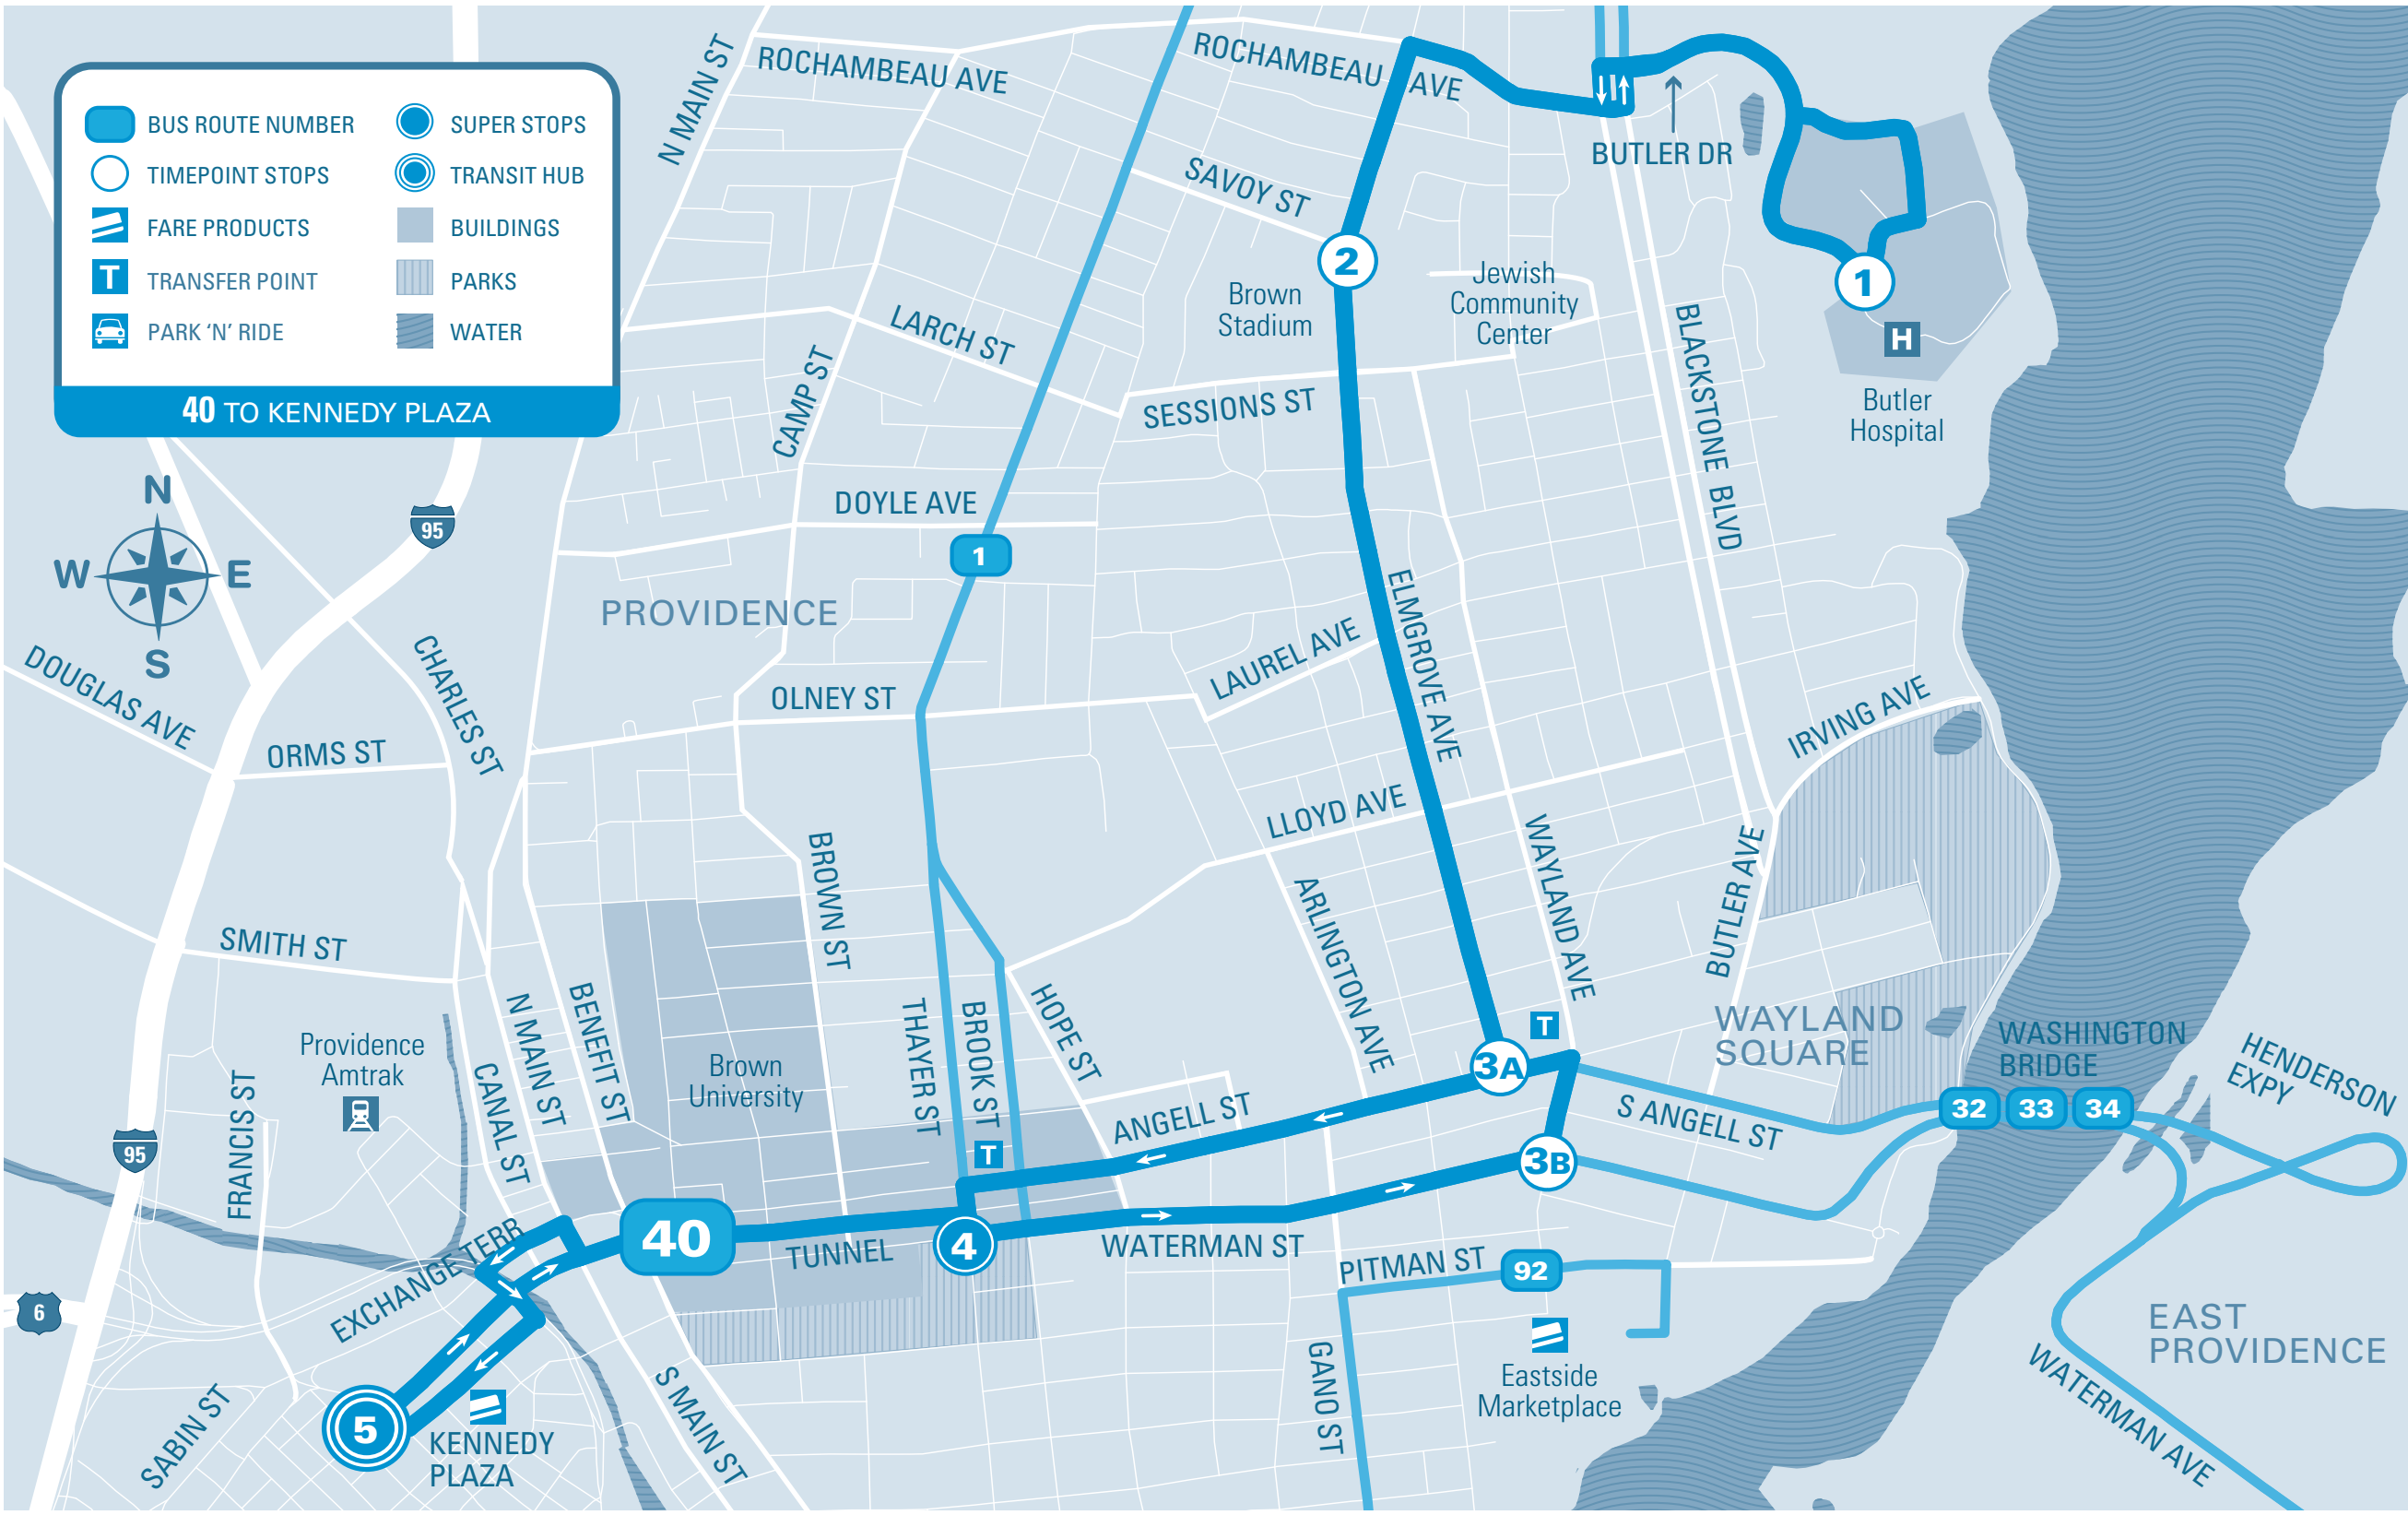 BUS ROUTE NUMBER
TIMEPOINT STOPS
FARE PRODUCTS
T
TRANSFER POINT
PARK ‘N’ RIDE
SUPER STOPS
TRANSIT HUB
BUILDINGS
PARKS
WATER
40 TO KENNEDY PLAZA
N
W
E
S
95
N MAIN ST
ROCHAMBEAU AVE
ROCHAMBEAU AVE
SAVOY ST
BUTLER DR
2
1
H
Brown
Stadium
Jewish
Community
Center
Butler
Hospital
LARCH ST
CAMP ST
SESSIONS ST
BLACKSTONE BLVD
DOYLE AVE
1
PROVIDENCE
ELMGROVE AVE
LAUREL AVE
OLNEY ST
DOUGLAS AVE
ORMS ST
CHARLES ST
IRVING AVE
LLOYD AVE
WAYLAND AVE
BUTLER AVE
BROWN ST
ARLINGTON AVE
SMITH ST
N MAIN ST
BENEFIT ST
THAYER ST
BROOK ST
HOPE ST
Providence
Amtrak
CANAL ST
FRANCIS ST
95
Brown
University
T
T
3A
3B
4
WAYLAND
SQUARE
WASHINGTON
BRIDGE
HENDERSON
EXPY
32
33
34
ANGELL ST
S ANGELL ST
EXCHANGE TERR
40
TUNNEL
WATERMAN ST
PITMAN ST
92
6
Eastside
Marketplace
GANO ST
EAST
PROVIDENCE
WATERMAN AVE
S MAIN ST
SABIN ST
5
KENNEDY
PLAZA